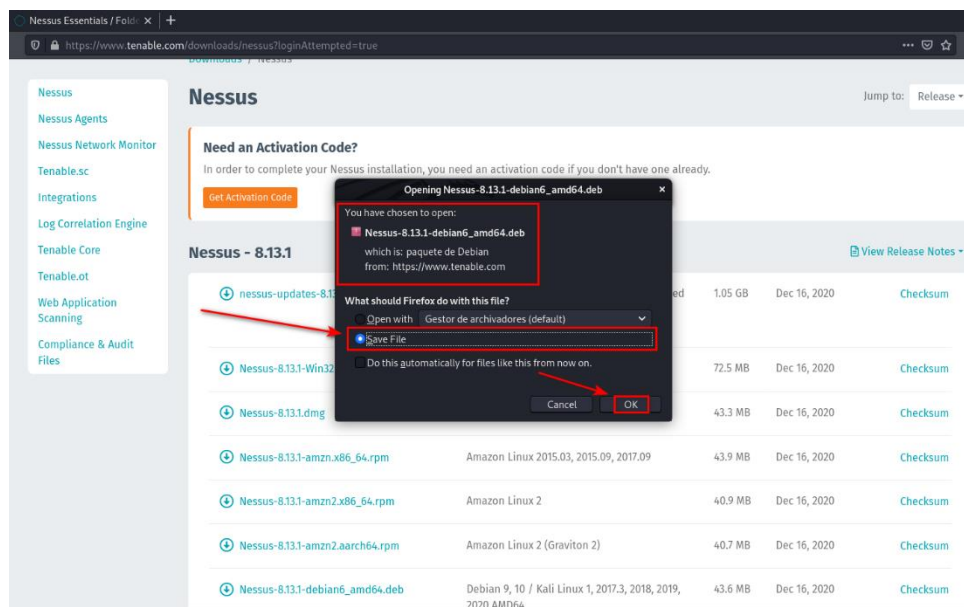 Nessus Essentials / Folde
https://www.tenable.com/downloads/nessus?loginAttempted=true
Downloads / Nessus
Nessus
Nessus Agents
Nessus Network Monitor
Tenable.sc
Integrations
Log Correlation Engine
Tenable Core
Tenable.ot
Web Application
Scanning
Compliance & Audit
Files
Nessus
Jump to: Release
Need an Activation Code?
In order to complete your Nessus installation, you need an activation code if you don't have one already.
Get Activation Code
Opening Nessus-8.13.1-debian6_amd64.deb
You have chosen to open:
Nessus-8.13.1-debian6_amd64.deb
which is: paquete de Debian
from: https://www.tenable.com
What should Firefox do with this file?
Open with Gestor de archivadores (default)
Save File
Do this automatically for files like this from now on.
Cancel OK
Nessus - 8.13.1
View Release Notes
nessus-updates-8.13 ed 1.05 GB Dec 16, 2020 Checksum
Nessus-8.13.1-Win32 72.5 MB Dec 16, 2020 Checksum
Nessus-8.13.1.dmg 43.3 MB Dec 16, 2020 Checksum
Nessus-8.13.1-amzn.x86_64.rpm Amazon Linux 2015.03, 2015.09, 2017.09 43.9 MB Dec 16, 2020 Checksum
Nessus-8.13.1-amzn2.x86_64.rpm Amazon Linux 2 40.9 MB Dec 16, 2020 Checksum
Nessus-8.13.1-amzn2.aarch64.rpm Amazon Linux 2 (Graviton 2) 40.7 MB Dec 16, 2020 Checksum
Nessus-8.13.1-debian6_amd64.deb Debian 9, 10 / Kali Linux 1, 2017.3, 2018, 2019, 43.6 MB Dec 16, 2020 Checksum
2020 AMD64